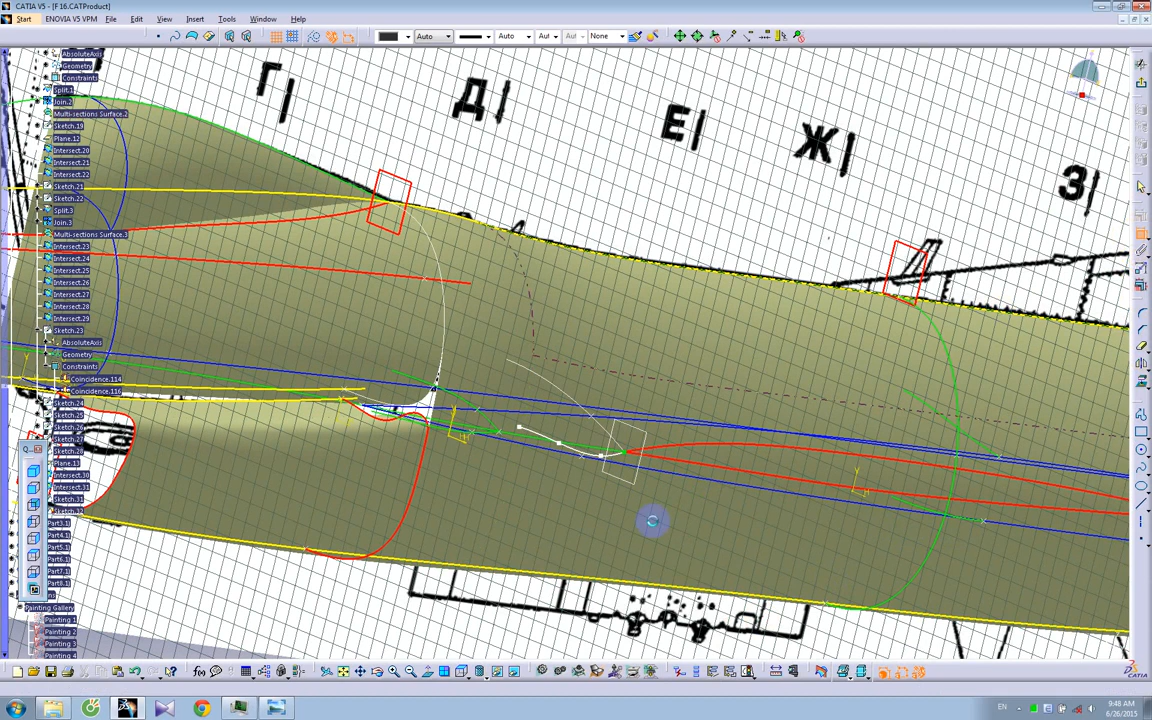 CATIA V5 - [F 16.CATProduct]
Start ENOVIA V5 VPM File Edit View Insert Tools Window Help
Auto Auto Aut Aut None
AbsoluteAxis
Geometry
Constraints
Split.1
Join.2
Multi-sections Surface.2
Sketch.19
Plane.12
Intersect.20
Intersect.21
Intersect.22
Sketch.21
Sketch.22
Split.3
Join.3
Multi-sections Surface.3
Intersect.23
Intersect.24
Intersect.25
Intersect.26
Intersect.27
Intersect.28
Intersect.29
Sketch.23
AbsoluteAxis
Geometry
Constraints
Coincidence.114
Coincidence.116
Sketch.24
Sketch.25
Sketch.26
Sketch.27
Sketch.28
Plane.13
Intersect.30
Intersect.31
Sketch.31
Sketch.32
Part3.1)
Part4.1)
Part5.1)
Part6.1)
Part7.1)
Part8.1)
Painting Gallery
Painting 1
Painting 2
Painting 3
Painting 4
Г
Д
Е
Ж
З
Y
H
Y
H
CATIA
EN
9:48 AM
6/26/2015